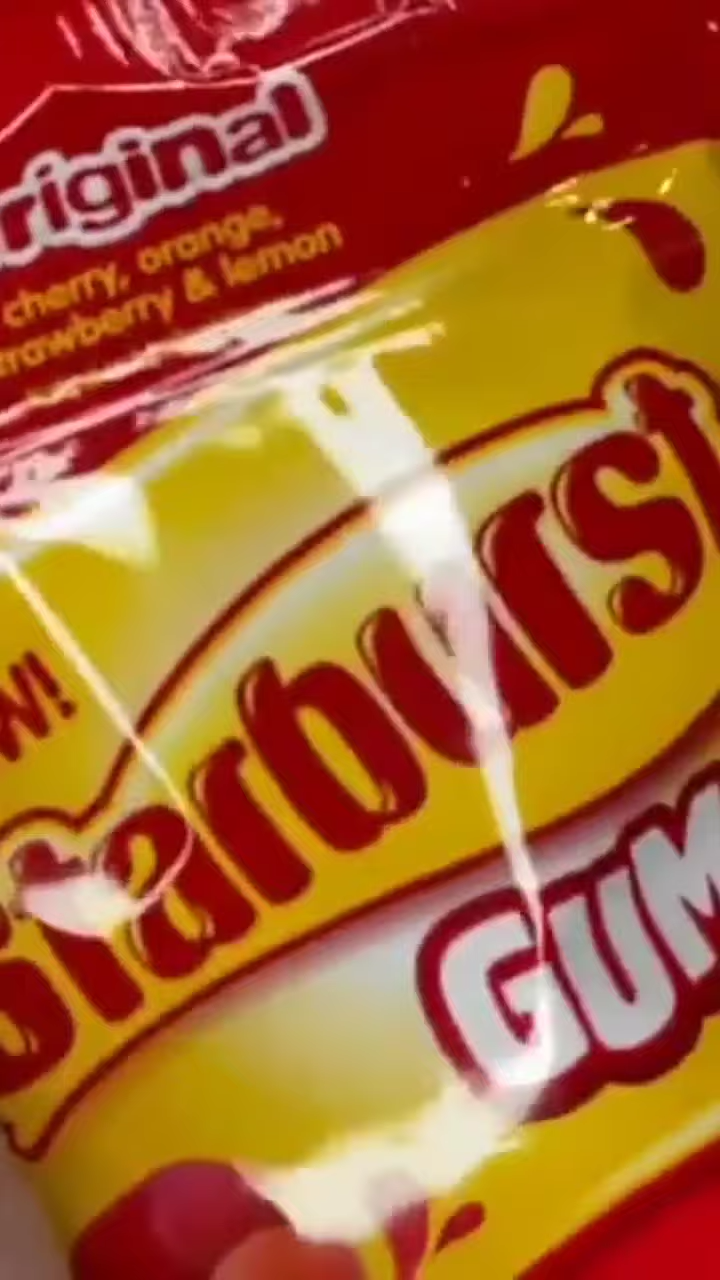 riginal
cherry, orange,
trawberry & lemon
W!
Starburst
GUM